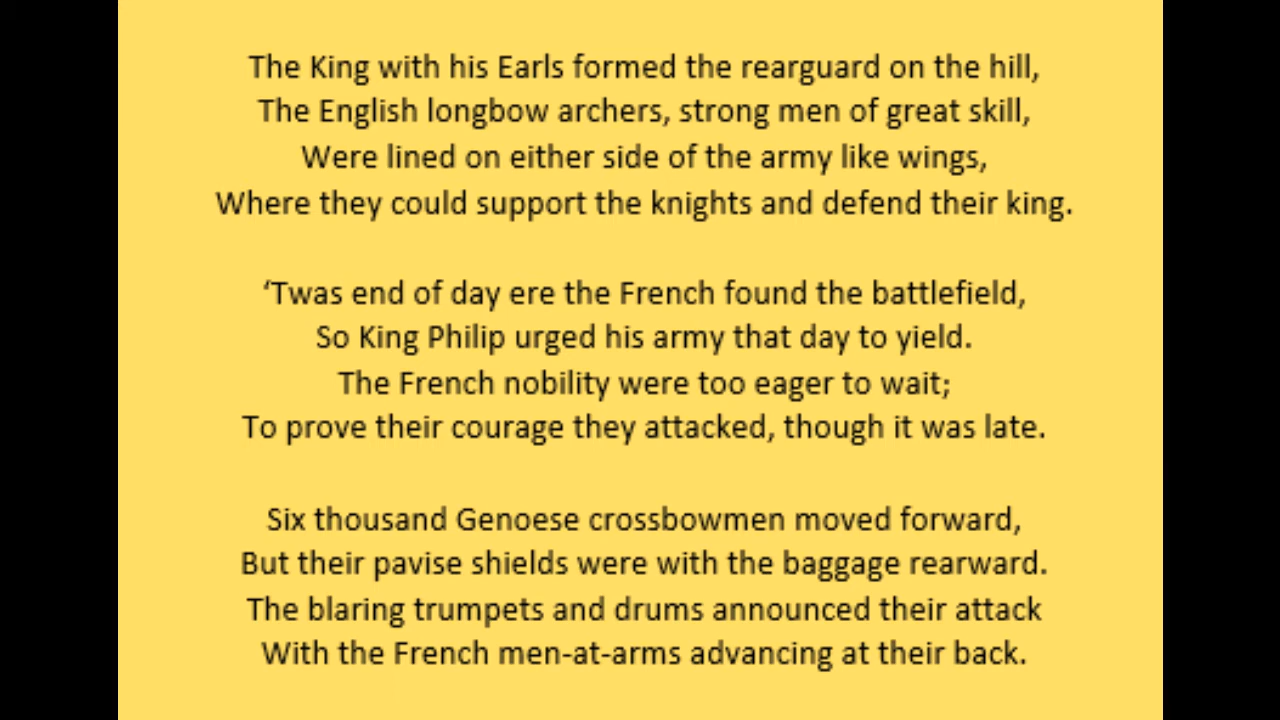 The King with his Earls formed the rearguard on the hill,
The English longbow archers, strong men of great skill,
Were lined on either side of the army like wings,
Where they could support the knights and defend their king.
‘Twas end of day ere the French found the battlefield,
So King Philip urged his army that day to yield.
The French nobility were too eager to wait;
To prove their courage they attacked, though it was late.
Six thousand Genoese crossbowmen moved forward,
But their pavise shields were with the baggage rearward.
The blaring trumpets and drums announced their attack
With the French men-at-arms advancing at their back.